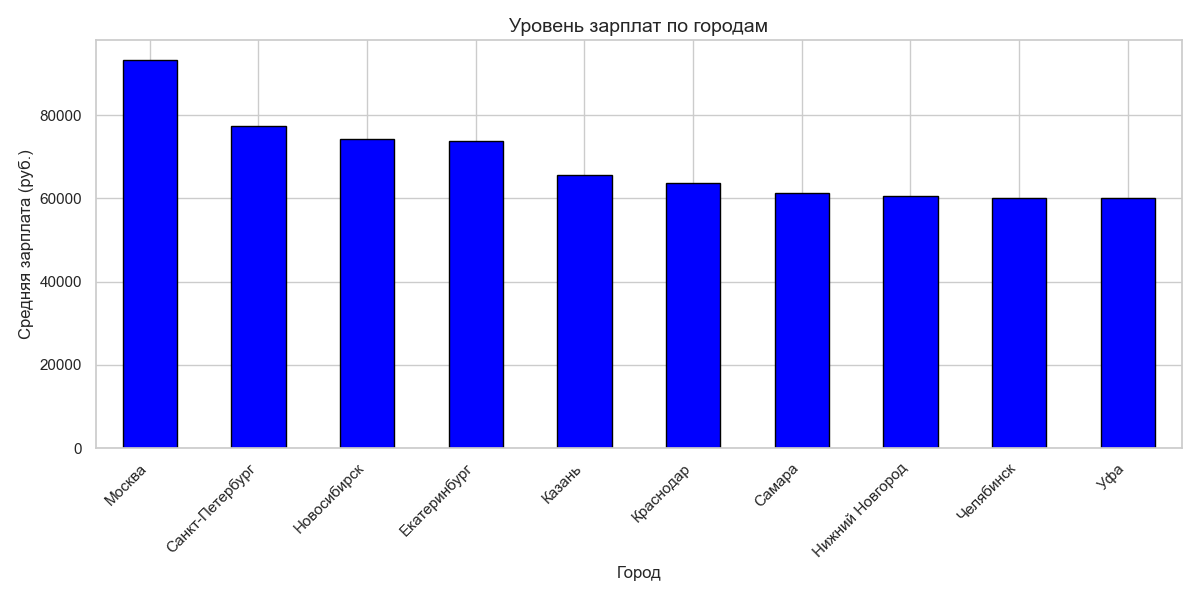 Уровень зарплат по городам
Средняя зарплата (руб.)
80000
60000
40000
20000
0
Москва
Санкт-Петербург
Новосибирск
Екатеринбург
Казань
Краснодар
Самара
Нижний Новгород
Челябинск
Уфа
Город